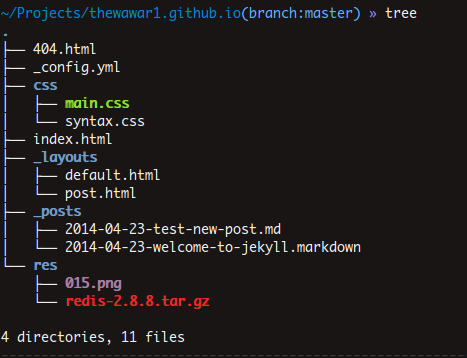 ~/Projects/thewawar1.github.io(branch:master) » tree
.
├── 404.html
├── _config.yml
├── css
│   ├── main.css
│   └── syntax.css
├── index.html
├── _layouts
│   ├── default.html
│   └── post.html
├── _posts
│   ├── 2014-04-23-test-new-post.md
│   └── 2014-04-23-welcome-to-jekyll.markdown
└── res
    ├── 015.png
    └── redis-2.8.8.tar.gz

4 directories, 11 files